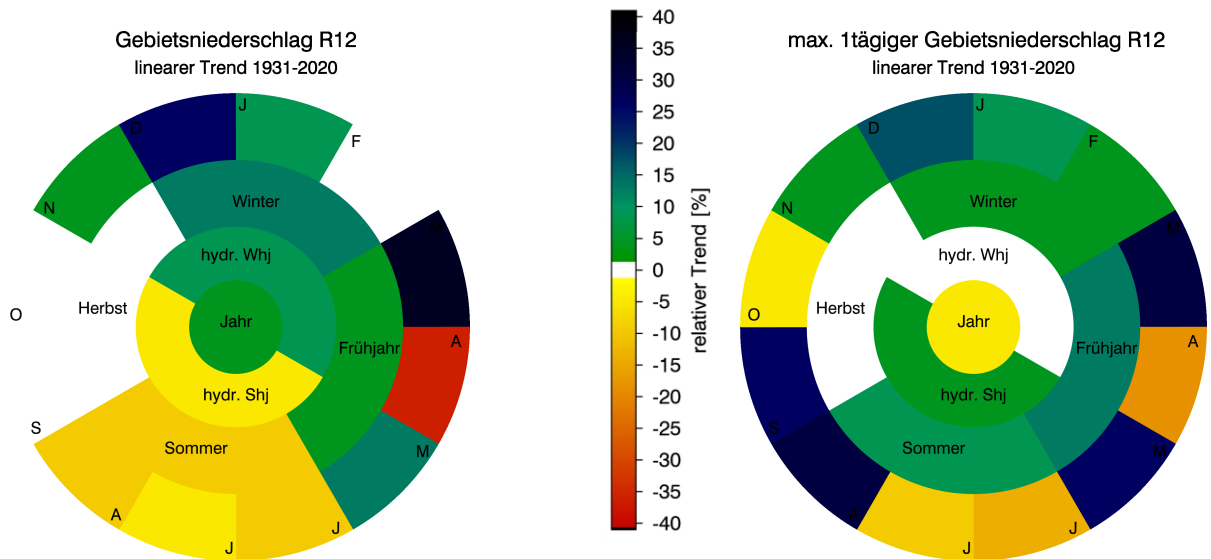 Gebietsniederschlag R12
linearer Trend 1931-2020
J
D
F
N
Winter
M
hydr. Whj
O
Herbst
Jahr
A
Frühjahr
hydr. Shj
S
Sommer
M
A
J
J
40
35
30
25
20
15
10
5
0
-5
-10
-15
-20
-25
-30
-35
-40
relativer Trend [%]
max. 1tägiger Gebietsniederschlag R12
linearer Trend 1931-2020
J
D
F
N
Winter
M
hydr. Whj
O
Herbst
Jahr
A
Frühjahr
hydr. Shj
S
Sommer
M
A
J
J